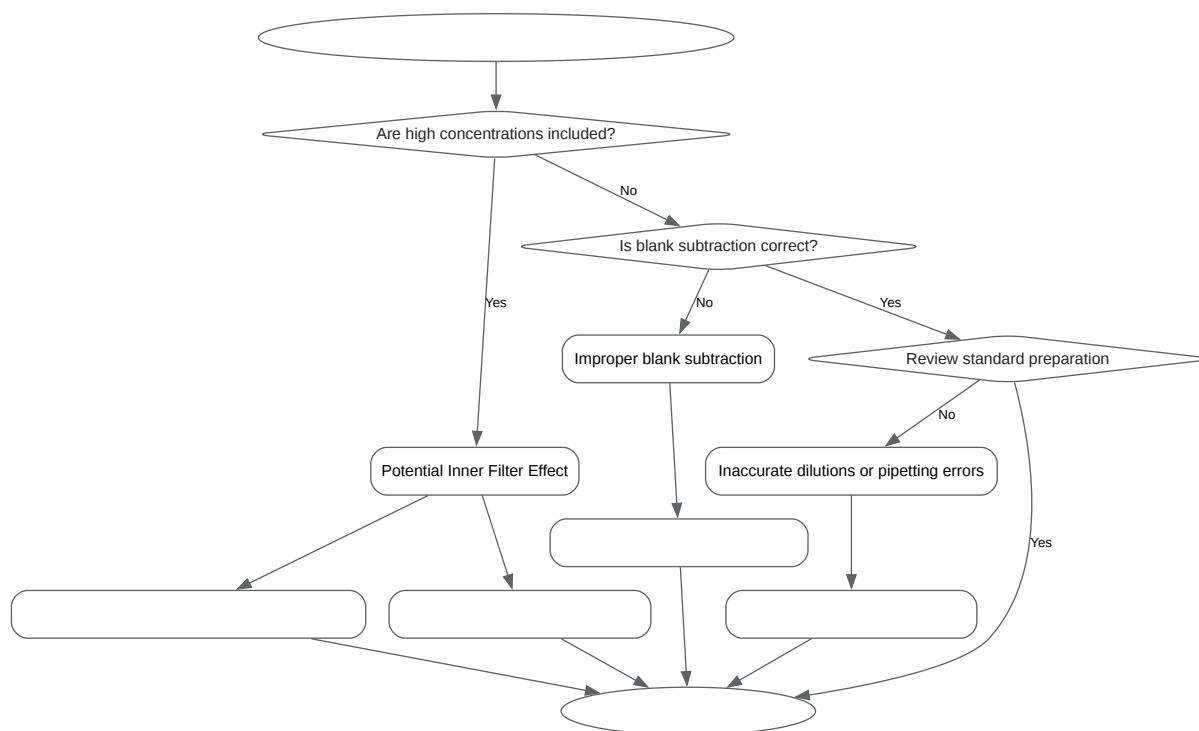 Are high concentrations included?
No
Is blank subtraction correct?
Yes
No
Yes
Improper blank subtraction
Review standard preparation
No
Potential Inner Filter Effect
Inaccurate dilutions or pipetting errors
Yes